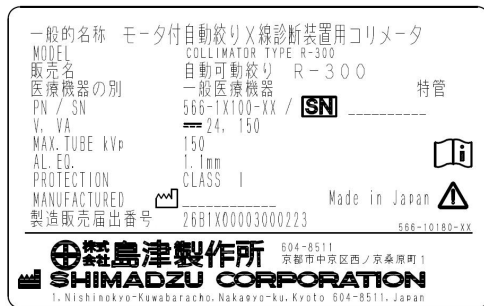 一般的名称 モータ付自動絞りX線診断装置用コリメータ
MODEL COLLIMATOR TYPE R-300
販売名 自動可動絞り R-300
医療機器の別 一般医療機器 特管
PN / SN 566-1X100-XX / SN __________
V, VA 24, 150
MAX. TUBE kVp 150
AL. EQ. 1.1mm
PROTECTION CLASS I
MANUFACTURED ____________ Made in Japan
製造販売届出番号 26B1X00003000223
566-10180-XX
株式会社 島津製作所 604-8511
京都市中京区西ノ京桑原町1
SHIMADZU CORPORATION
1. Nishinokyo-Kuwabaracho, Nakagyo-ku, Kyoto 604-8511, Japan